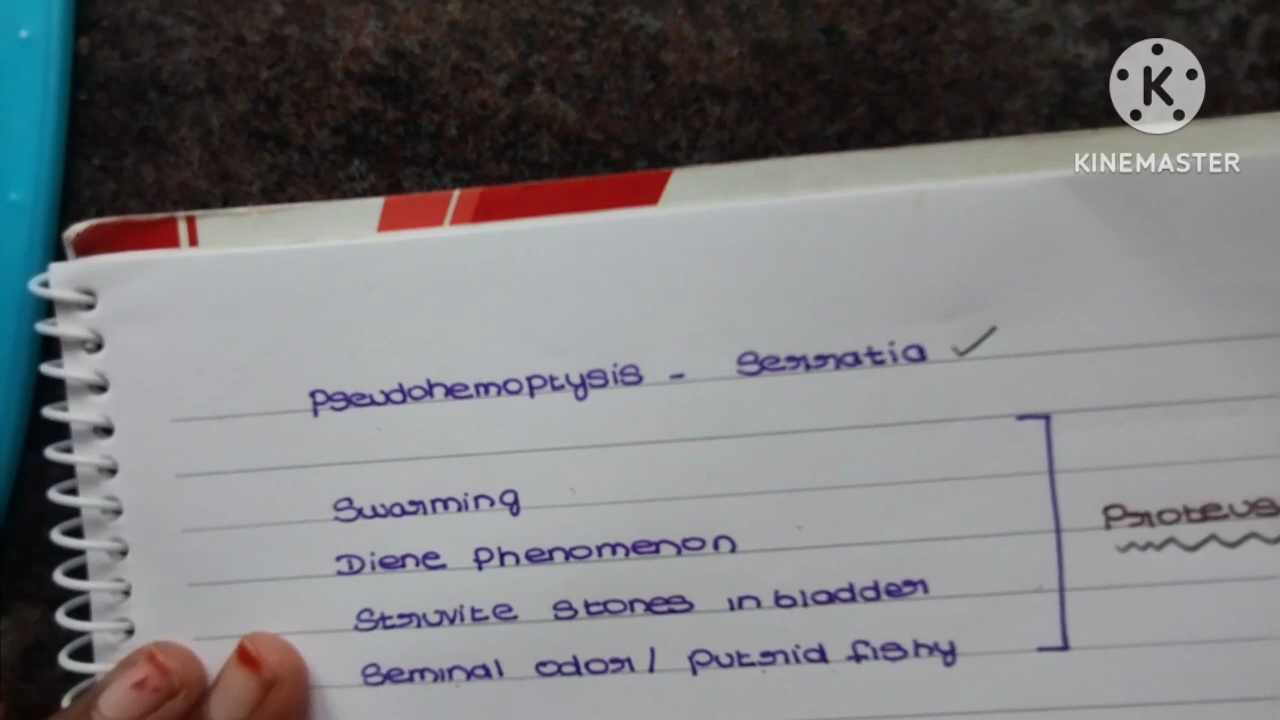 K
KINEMASTER
Pseudohemoptysis - Serratia ✓
Swarming
Diene Phenomenon
Struvite stones in bladder
Seminal odor / Putrid fishy
Proteus